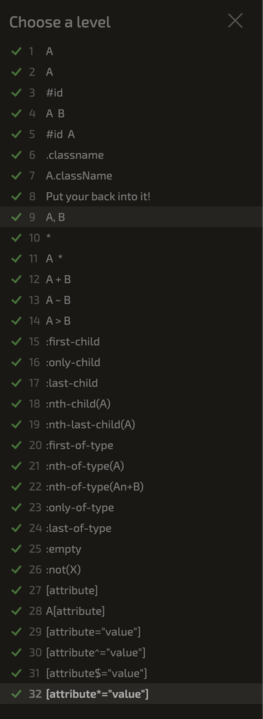 Choose a level
1 A
2 A
3 #id
4 A B
5 #id A
6 .classname
7 A.className
8 Put your back into it!
9 A, B
10 *
11 A *
12 A + B
13 A ~ B
14 A > B
15 :first-child
16 :only-child
17 :last-child
18 :nth-child(A)
19 :nth-last-child(A)
20 :first-of-type
21 :nth-of-type(A)
22 :nth-of-type(An+B)
23 :only-of-type
24 :last-of-type
25 :empty
26 :not(X)
27 [attribute]
28 A[attribute]
29 [attribute="value"]
30 [attribute^="value"]
31 [attribute$="value"]
32 [attribute*="value"]